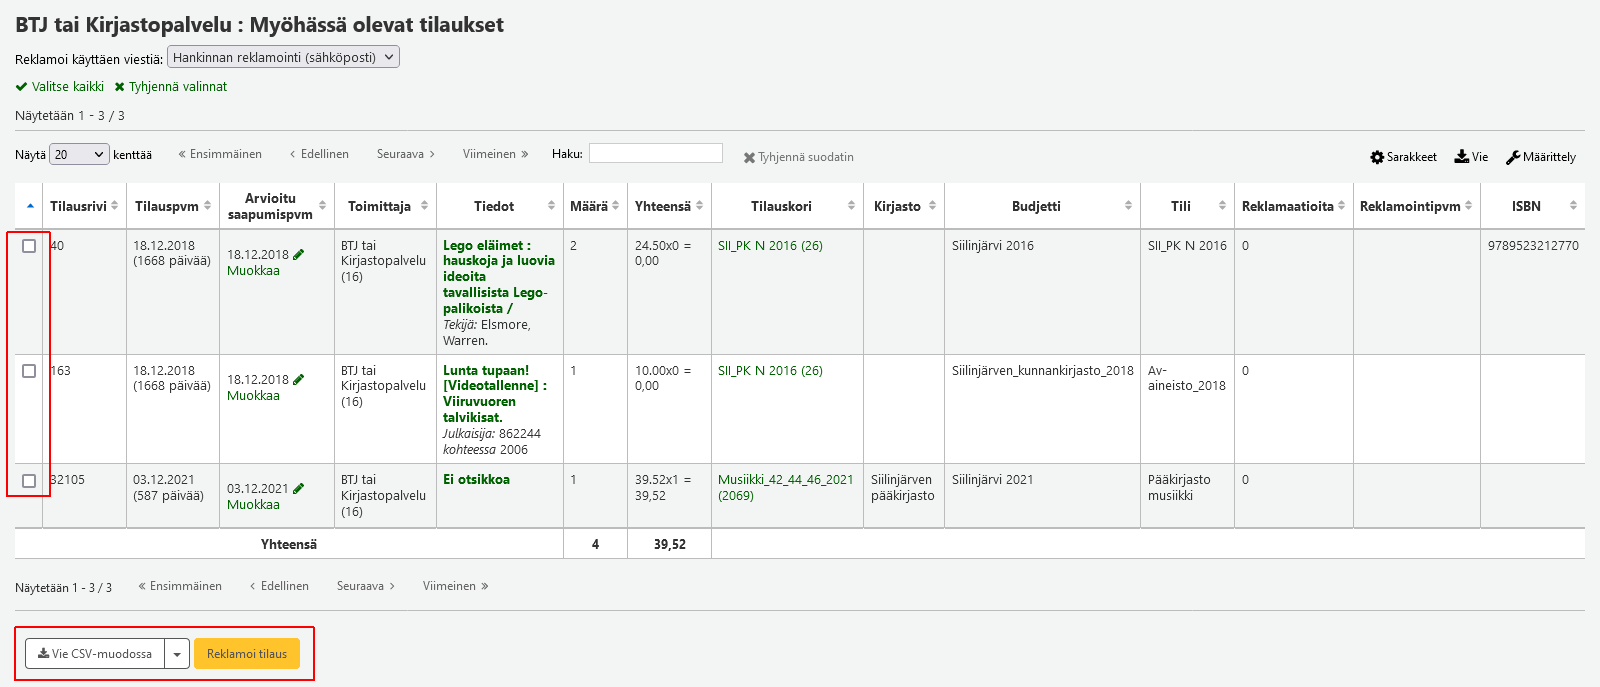 BTJ tai Kirjastopalvelu : Myöhässä olevat tilaukset
Reklamoi käyttäen viestiä: Hankinnan reklamointi (sähköposti)
Valitse kaikki Tyhjennä valinnat
Näytetään 1 - 3 / 3
Näytä 20 kenttää « Ensimmäinen ‹ Edellinen Seuraava › Viimeinen » Haku: Tyhjennä suodatin Sarakkeet Vie Määrittely
Tilausrivi Tilauspvm Arvioitu saapumispvm Toimittaja Tiedot Määrä Yhteensä Tilauskori Kirjasto Budjetti Tili Reklamaatioita Reklamointipvm ISBN
40 18.12.2018 (1668 päivää) 18.12.2018 Muokkaa BTJ tai Kirjastopalvelu (16) Lego eläimet : hauskoja ja luovia ideoita tavallisista Lego-palikoista / Tekijä: Elsmore, Warren. 2 24.50x0 = 0,00 SII_PK N 2016 (26) Siilinjärvi 2016 SII_PK N 2016 0 9789523212770
163 18.12.2018 (1668 päivää) 18.12.2018 Muokkaa BTJ tai Kirjastopalvelu (16) Lunta tupaan! [Videotallenne] : Viiruvuoren talvikisat. Julkaisija: 862244 kohteessa 2006 1 10.00x0 = 0,00 SII_PK N 2016 (26) Siilinjärven_kunnankirjasto_2018 Av-aineisto_2018 0
32105 03.12.2021 (587 päivää) 03.12.2021 Muokkaa BTJ tai Kirjastopalvelu (16) Ei otsikkoa 1 39.52x1 = 39,52 Musiikki_42_44_46_2021 (2069) Siilinjärven pääkirjasto Siilinjärvi 2021 Pääkirjasto musiikki 0
Yhteensä 4 39,52
Näytetään 1 - 3 / 3 « Ensimmäinen ‹ Edellinen Seuraava › Viimeinen »
Vie CSV-muodossa Reklamoi tilaus